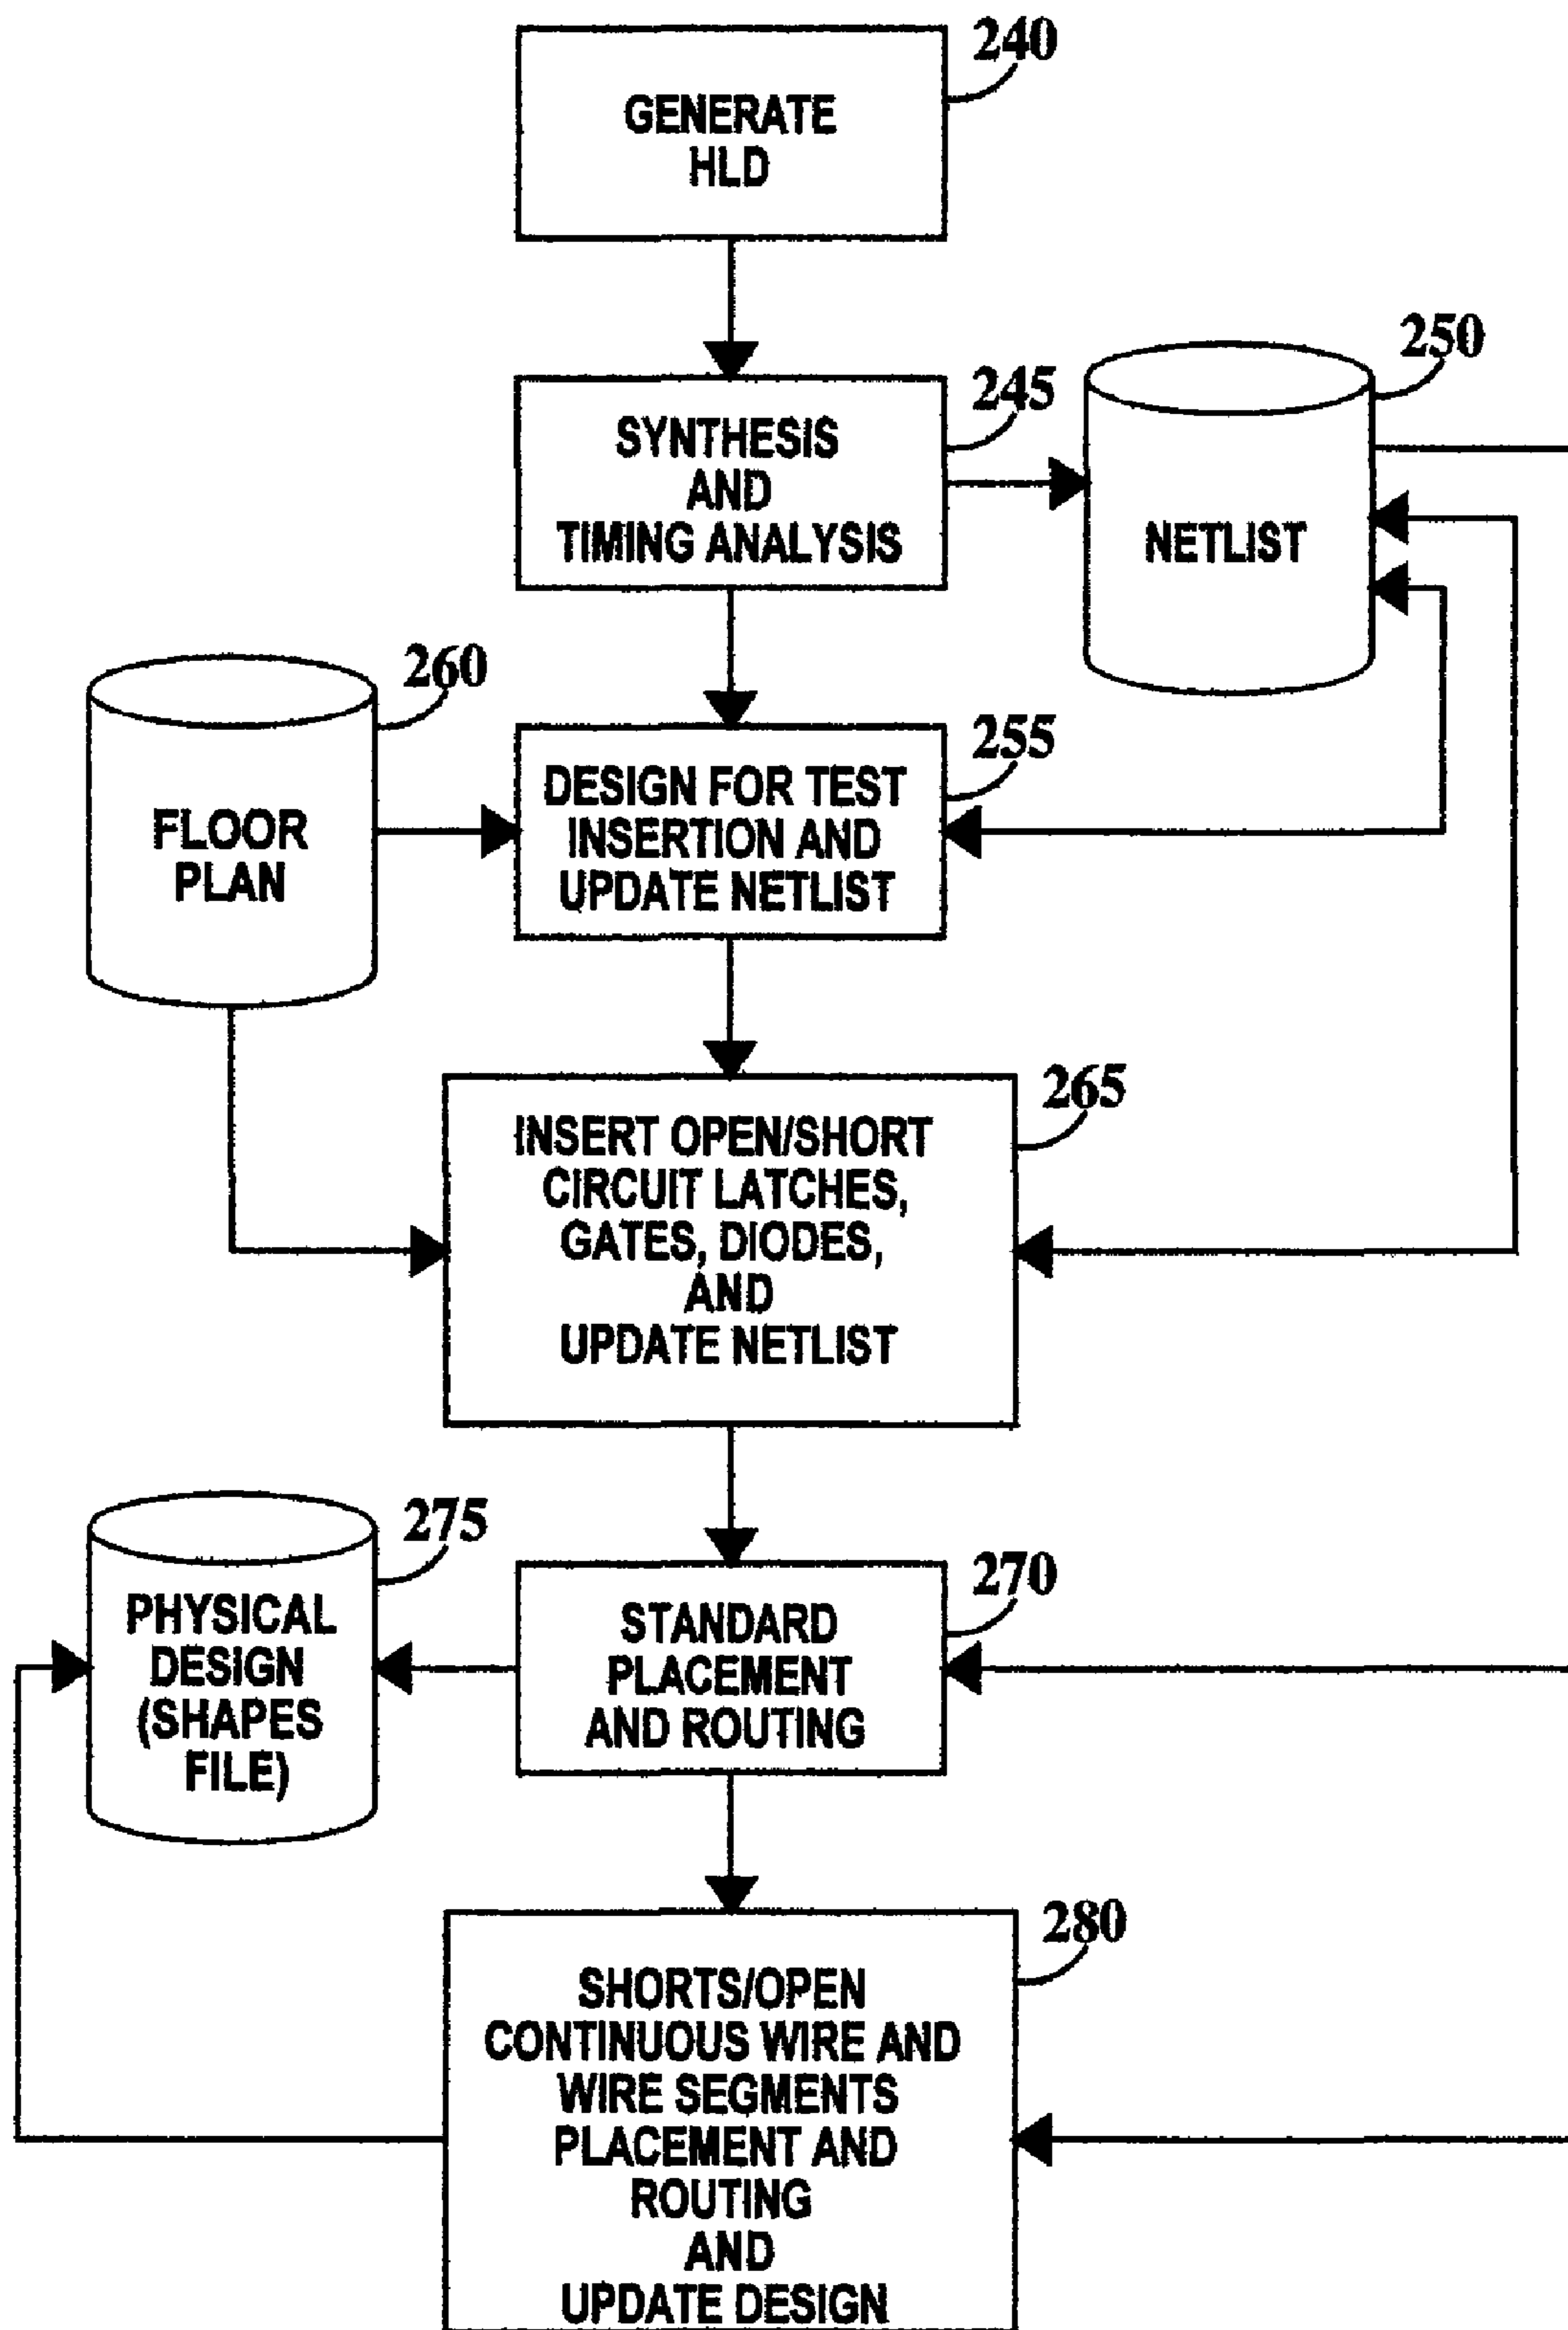 240
GENERATE
HLD
245
SYNTHESIS
AND
TIMING ANALYSIS
250
NETLIST
260
FLOOR
PLAN
255
DESIGN FOR TEST
INSERTION AND
UPDATE NETLIST
265
INSERT OPEN/SHORT
CIRCUIT LATCHES,
GATES, DIODES,
AND
UPDATE NETLIST
275
PHYSICAL
DESIGN
(SHAPES
FILE)
270
STANDARD
PLACEMENT
AND ROUTING
280
SHORTS/OPEN
CONTINUOUS WIRE AND
WIRE SEGMENTS
PLACEMENT AND
ROUTING
AND
UPDATE DESIGN